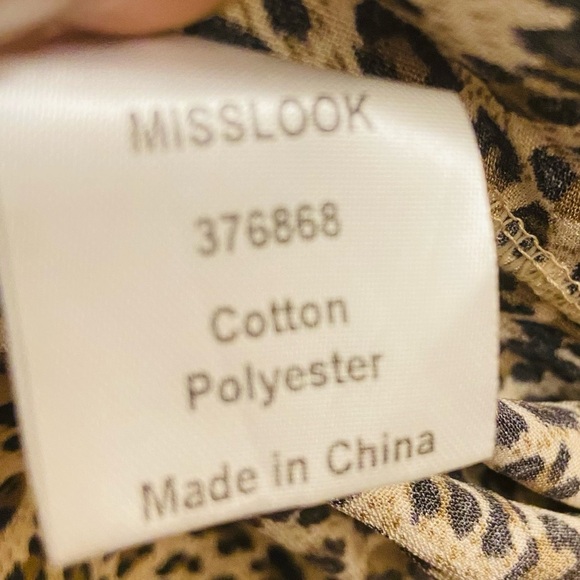 MISSLOOK
376868
Cotton
Polyester
Made in China